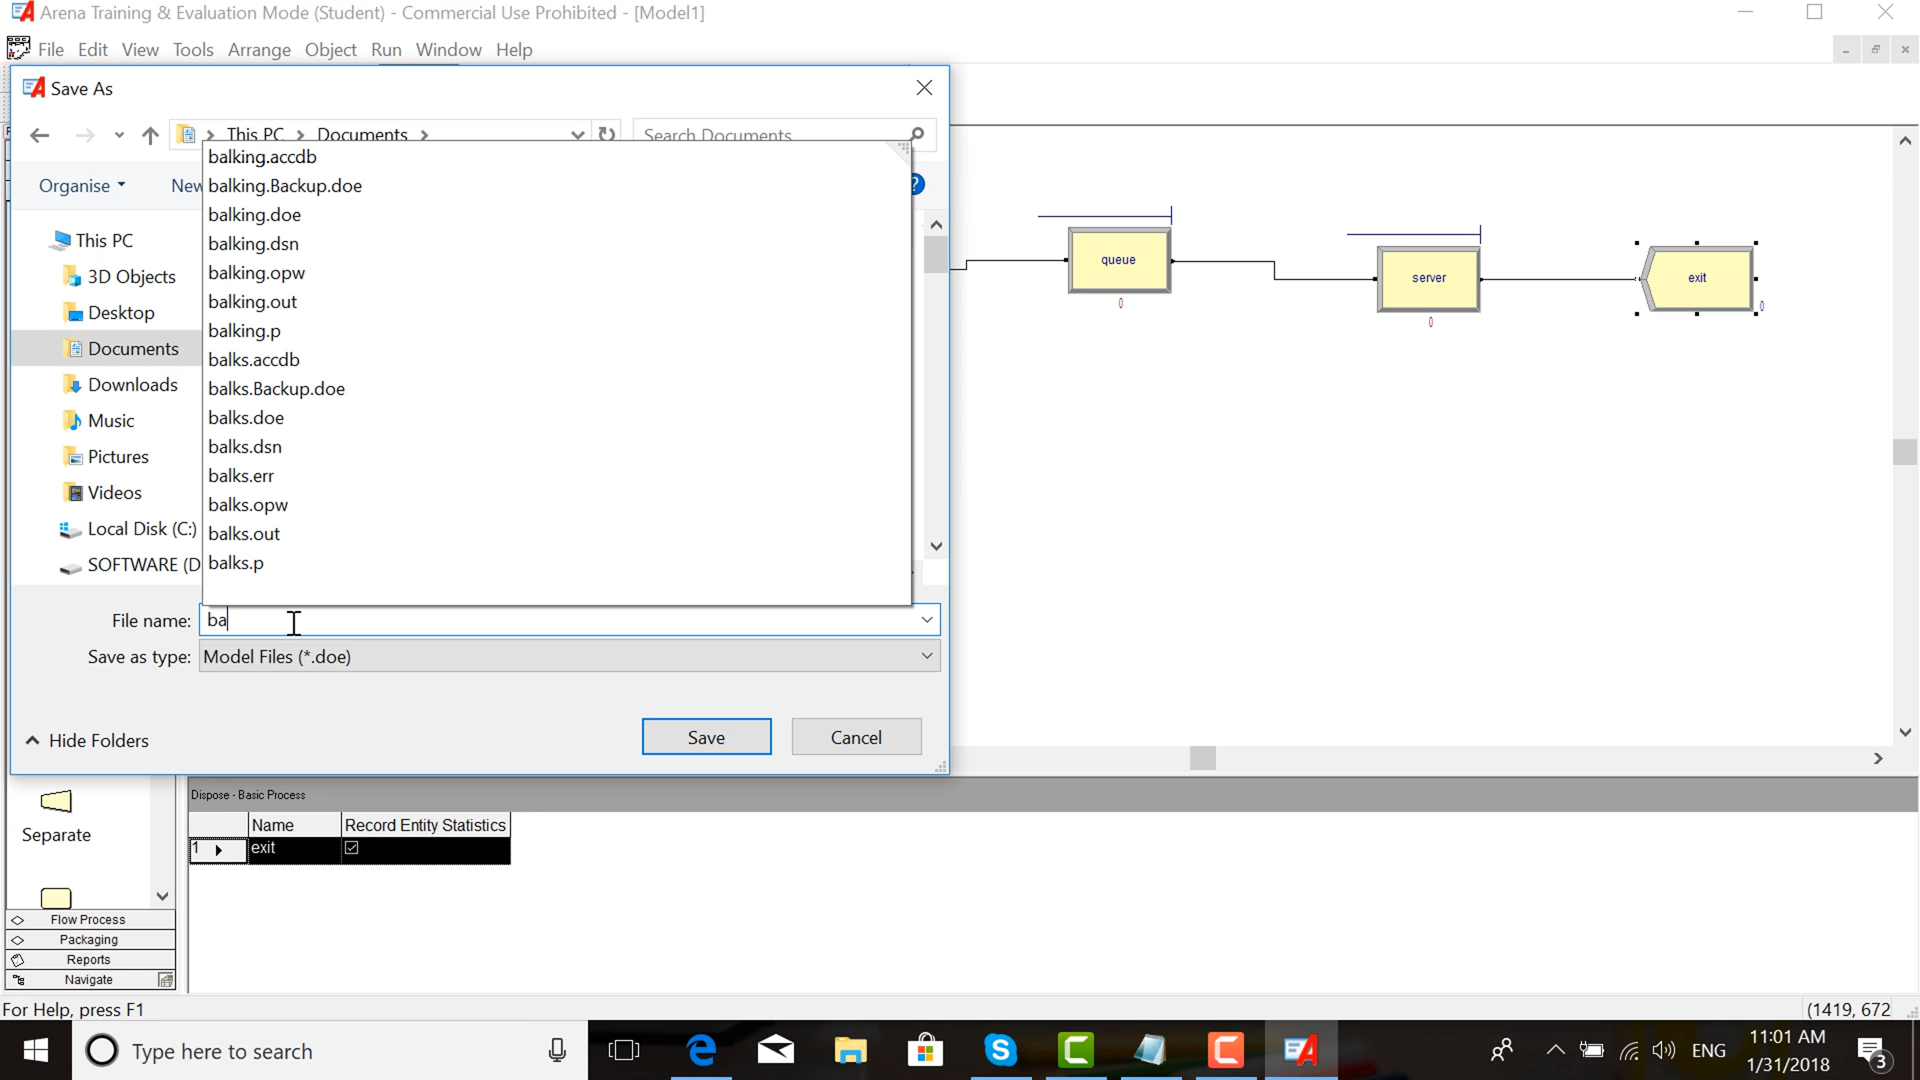 Arena Training & Evaluation Mode (Student) - Commercial Use Prohibited - [Model1]
File Edit View Tools Arrange Object Run Window Help
Save As
This PC > Documents >
Search Documents
Organise
New
balking.accdb
balking.Backup.doe
balking.doe
balking.dsn
balking.opw
balking.out
balking.p
balks.accdb
balks.Backup.doe
balks.doe
balks.dsn
balks.err
balks.opw
balks.out
balks.p
This PC
3D Objects
Desktop
Documents
Downloads
Music
Pictures
Videos
Local Disk (C:)
SOFTWARE (D
File name: ba
Save as type: Model Files (*.doe)
Hide Folders
Save
Cancel
queue
0
server
0
exit
0
Separate
Flow Process
Packaging
Reports
Navigate
Dispose - Basic Process
Name Record Entity Statistics
1 exit
For Help, press F1
(1419, 672
Type here to search
ENG
11:01 AM
1/31/2018
3